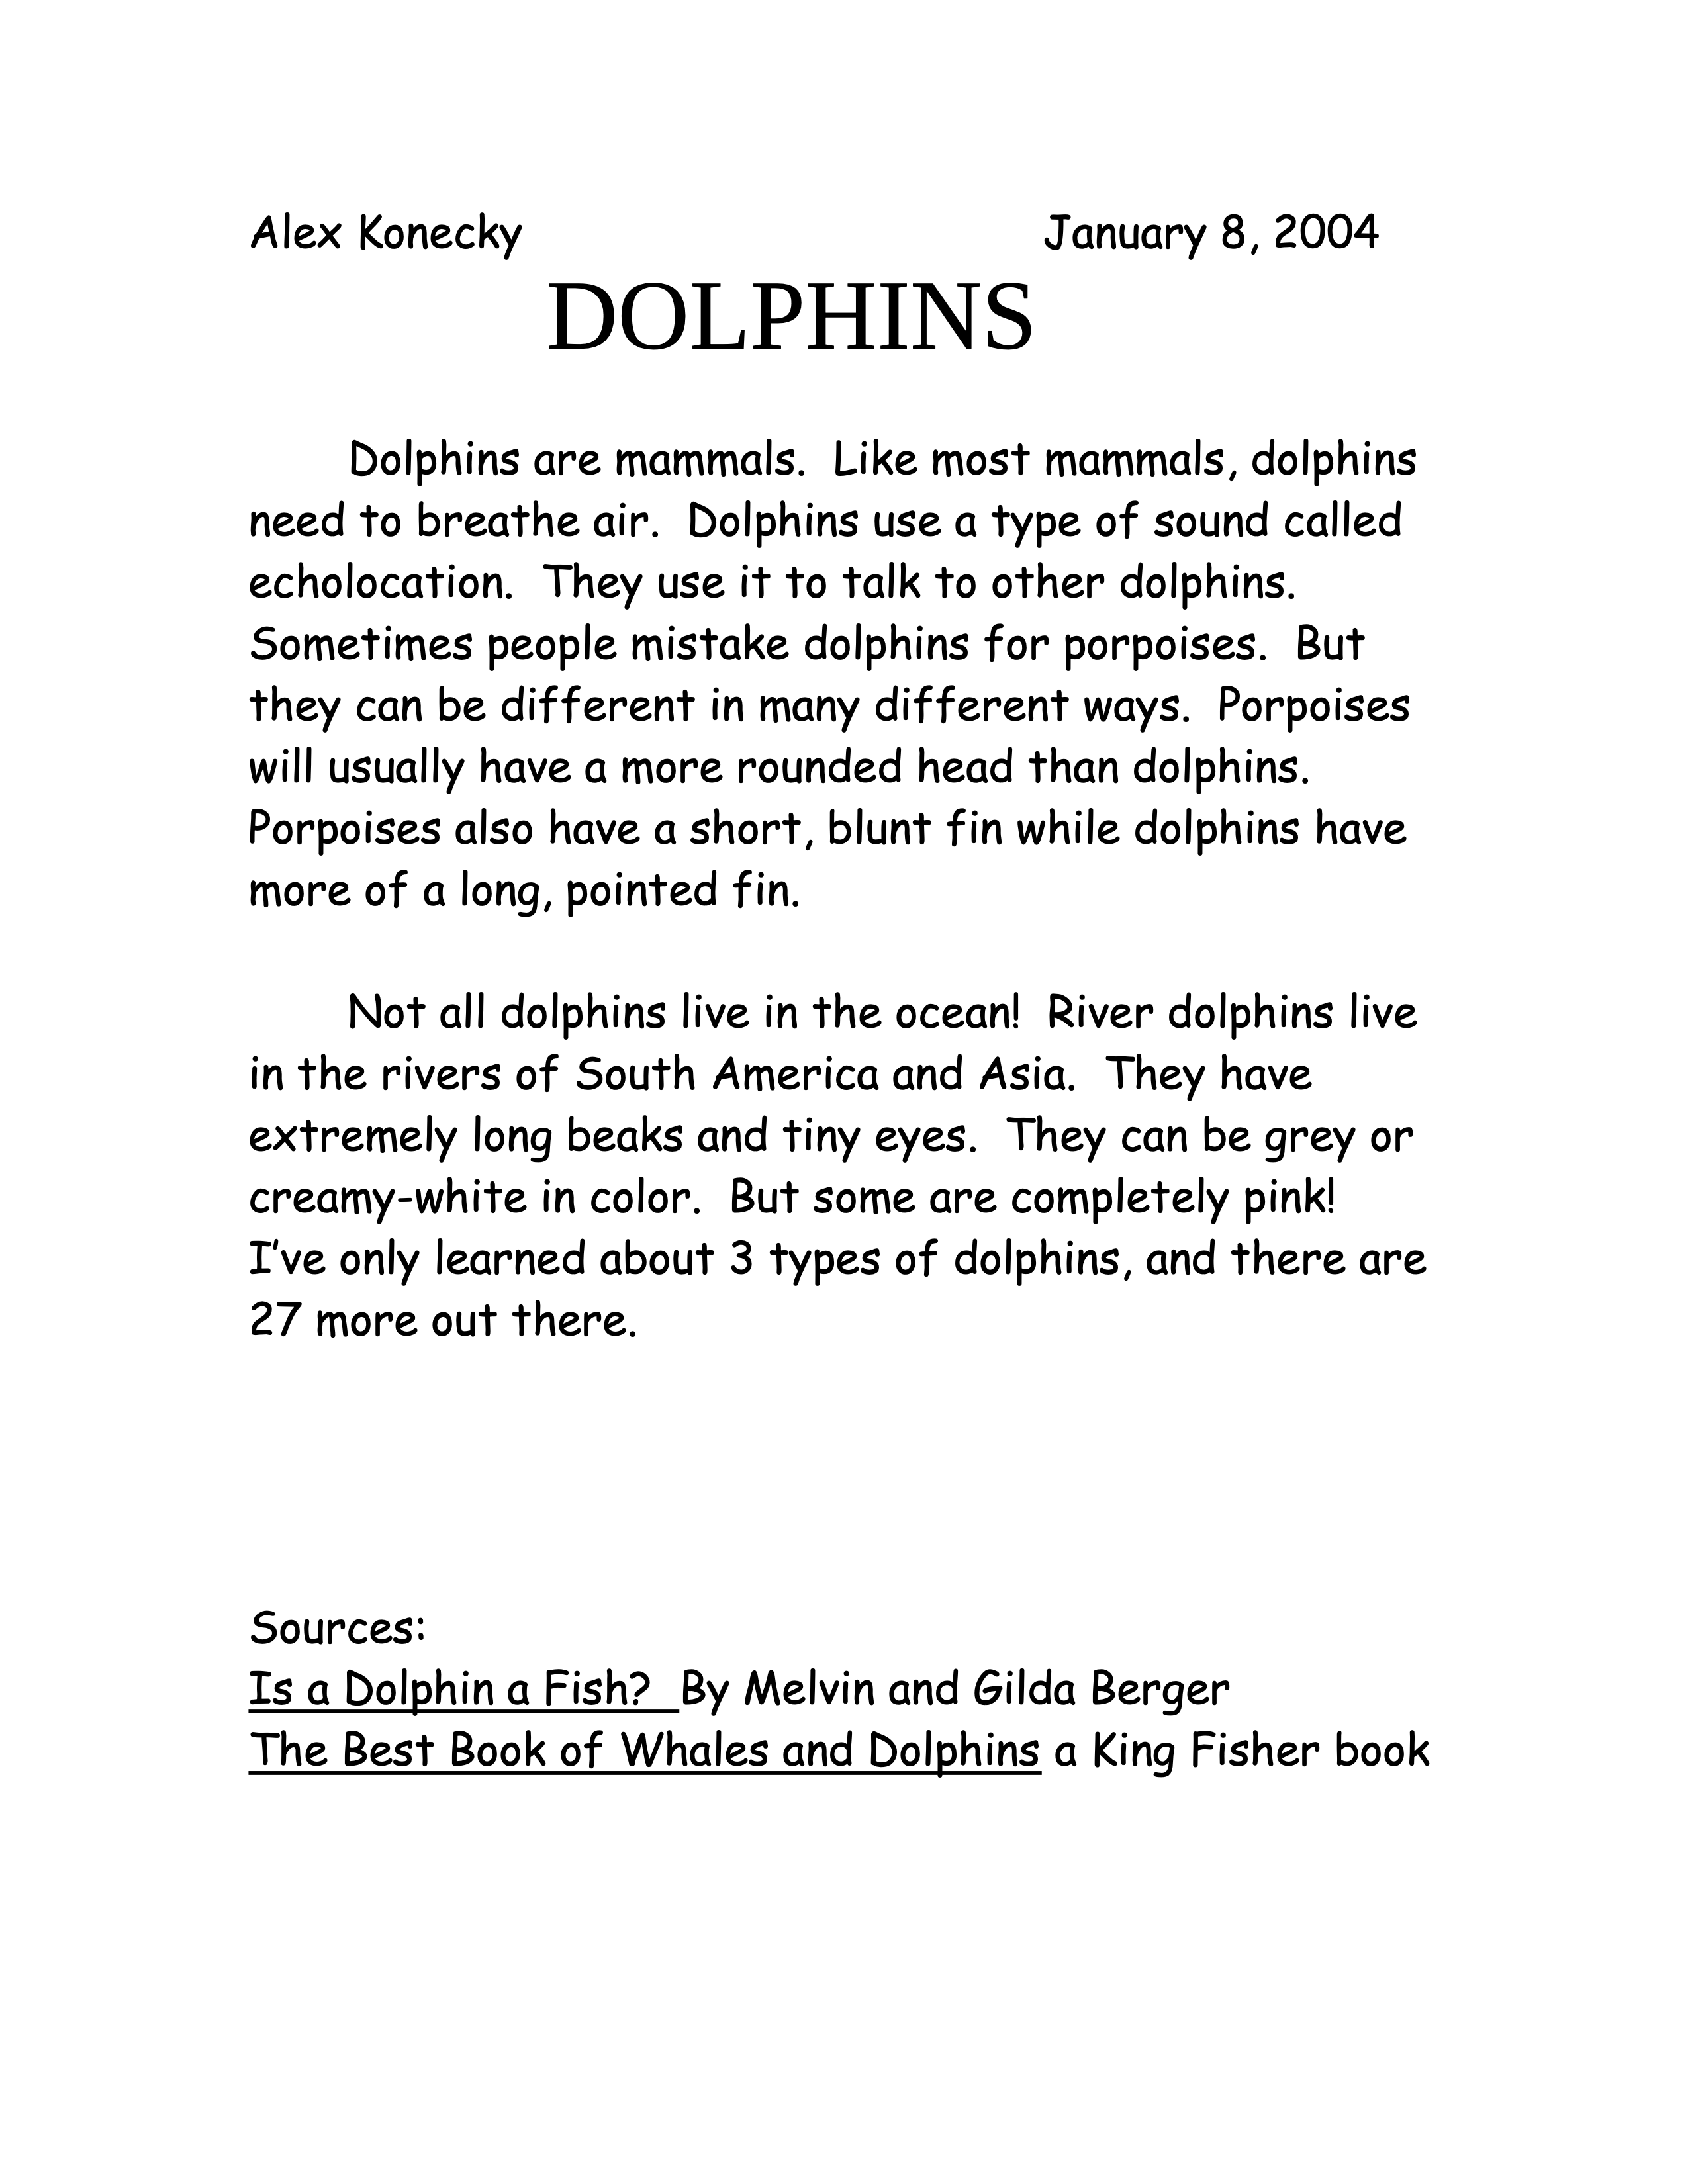 Alex Konecky January 8, 2004
DOLPHINS
Dolphins are mammals.  Like most mammals, dolphins
need to breathe air.  Dolphins use a type of sound called
echolocation.  They use it to talk to other dolphins.
Sometimes people mistake dolphins for porpoises.  But
they can be different in many different ways.  Porpoises
will usually have a more rounded head than dolphins.
Porpoises also have a short, blunt fin while dolphins have
more of a long, pointed fin.
Not all dolphins live in the ocean!  River dolphins live
in the rivers of South America and Asia.  They have
extremely long beaks and tiny eyes.  They can be grey or
creamy-white in color.  But some are completely pink!
I've only learned about 3 types of dolphins, and there are
27 more out there.
Sources:
Is a Dolphin a Fish?  By Melvin and Gilda Berger
The Best Book of Whales and Dolphins a King Fisher book